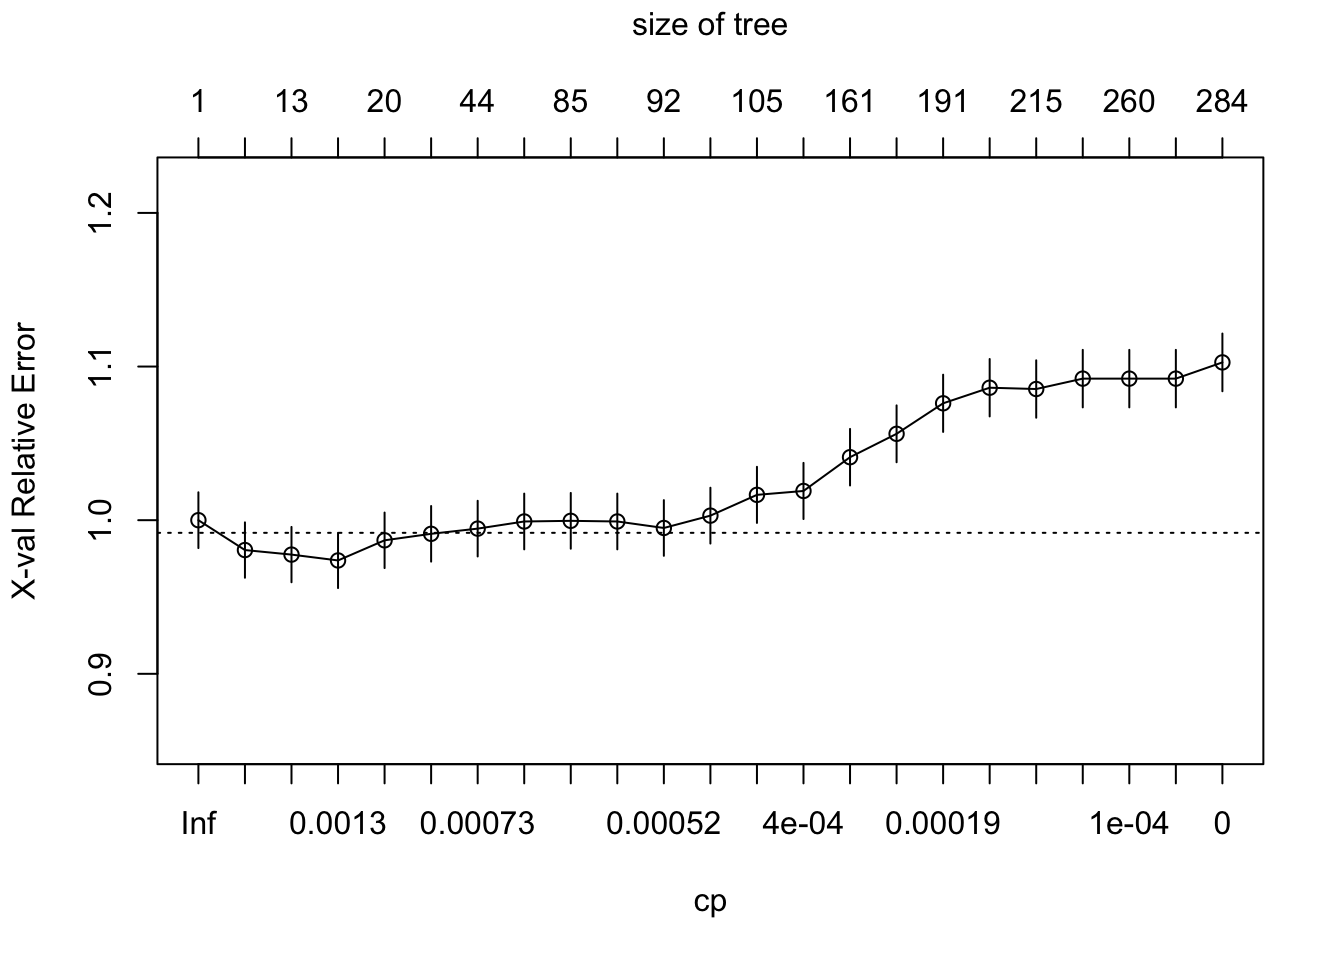 size of tree
1 13 20 44 85 92 105 161 191 215 260 284
X-val Relative Error
1.2
1.1
1.0
0.9
Inf 0.0013 0.00073 0.00052 4e-04 0.00019 1e-04 0
cp